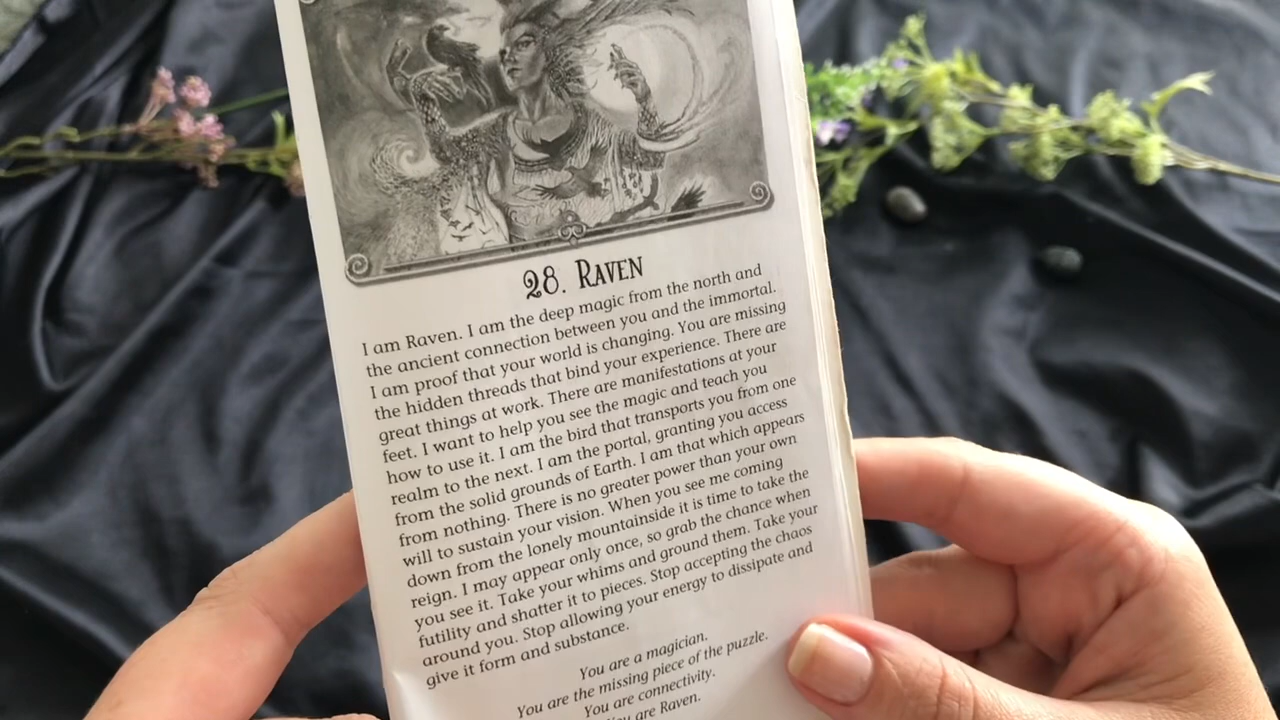 28. Raven
I am Raven. I am the deep magic from the north and
the ancient connection between you and the immortal.
I am proof that your world is changing. You are missing
the hidden threads that bind your experience. There are
great things at work. There are manifestations at your
feet. I want to help you see the magic and teach you
how to use it. I am the bird that transports you from one
realm to the next. I am the portal, granting you access
from the solid grounds of Earth. I am that which appears
from nothing. There is no greater power than your own
will to sustain your vision. When you see me coming
down from the lonely mountainside it is time to take the
reign. I may appear only once, so grab the chance when
you see it. Take your whims and ground them. Take your
futility and shatter it to pieces. Stop accepting the chaos
around you. Stop allowing your energy to dissipate and
give it form and substance.
You are a magician.
You are the missing piece of the puzzle.
You are connectivity.
You are Raven.